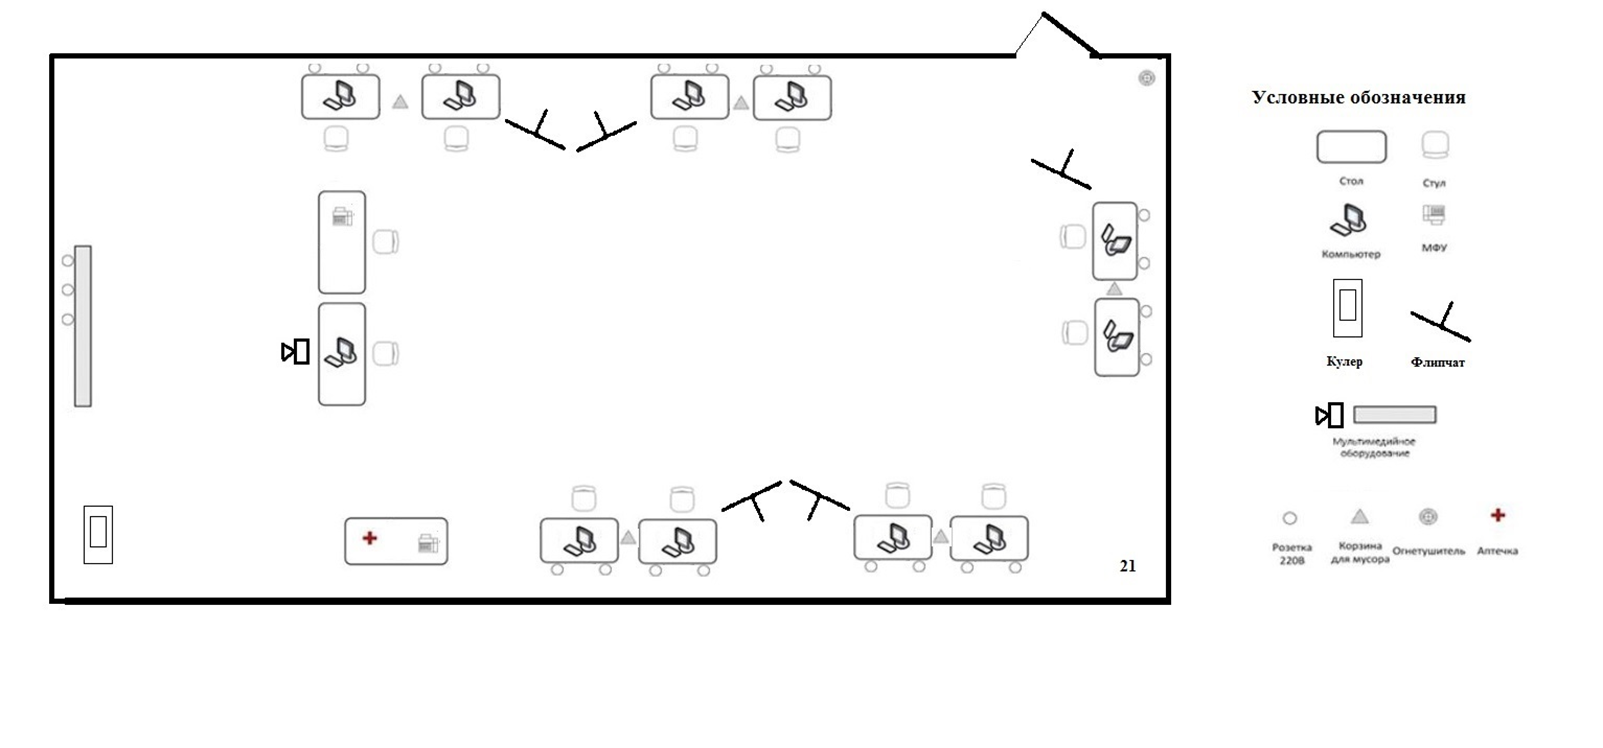 Условные обозначения
Стол
Стул
Компьютер
МФУ
Кулер
Флипчат
Мультимедийное
оборудование
Розетка
220В
Корзина
для мусора
Огнетушитель
Аптечка
21